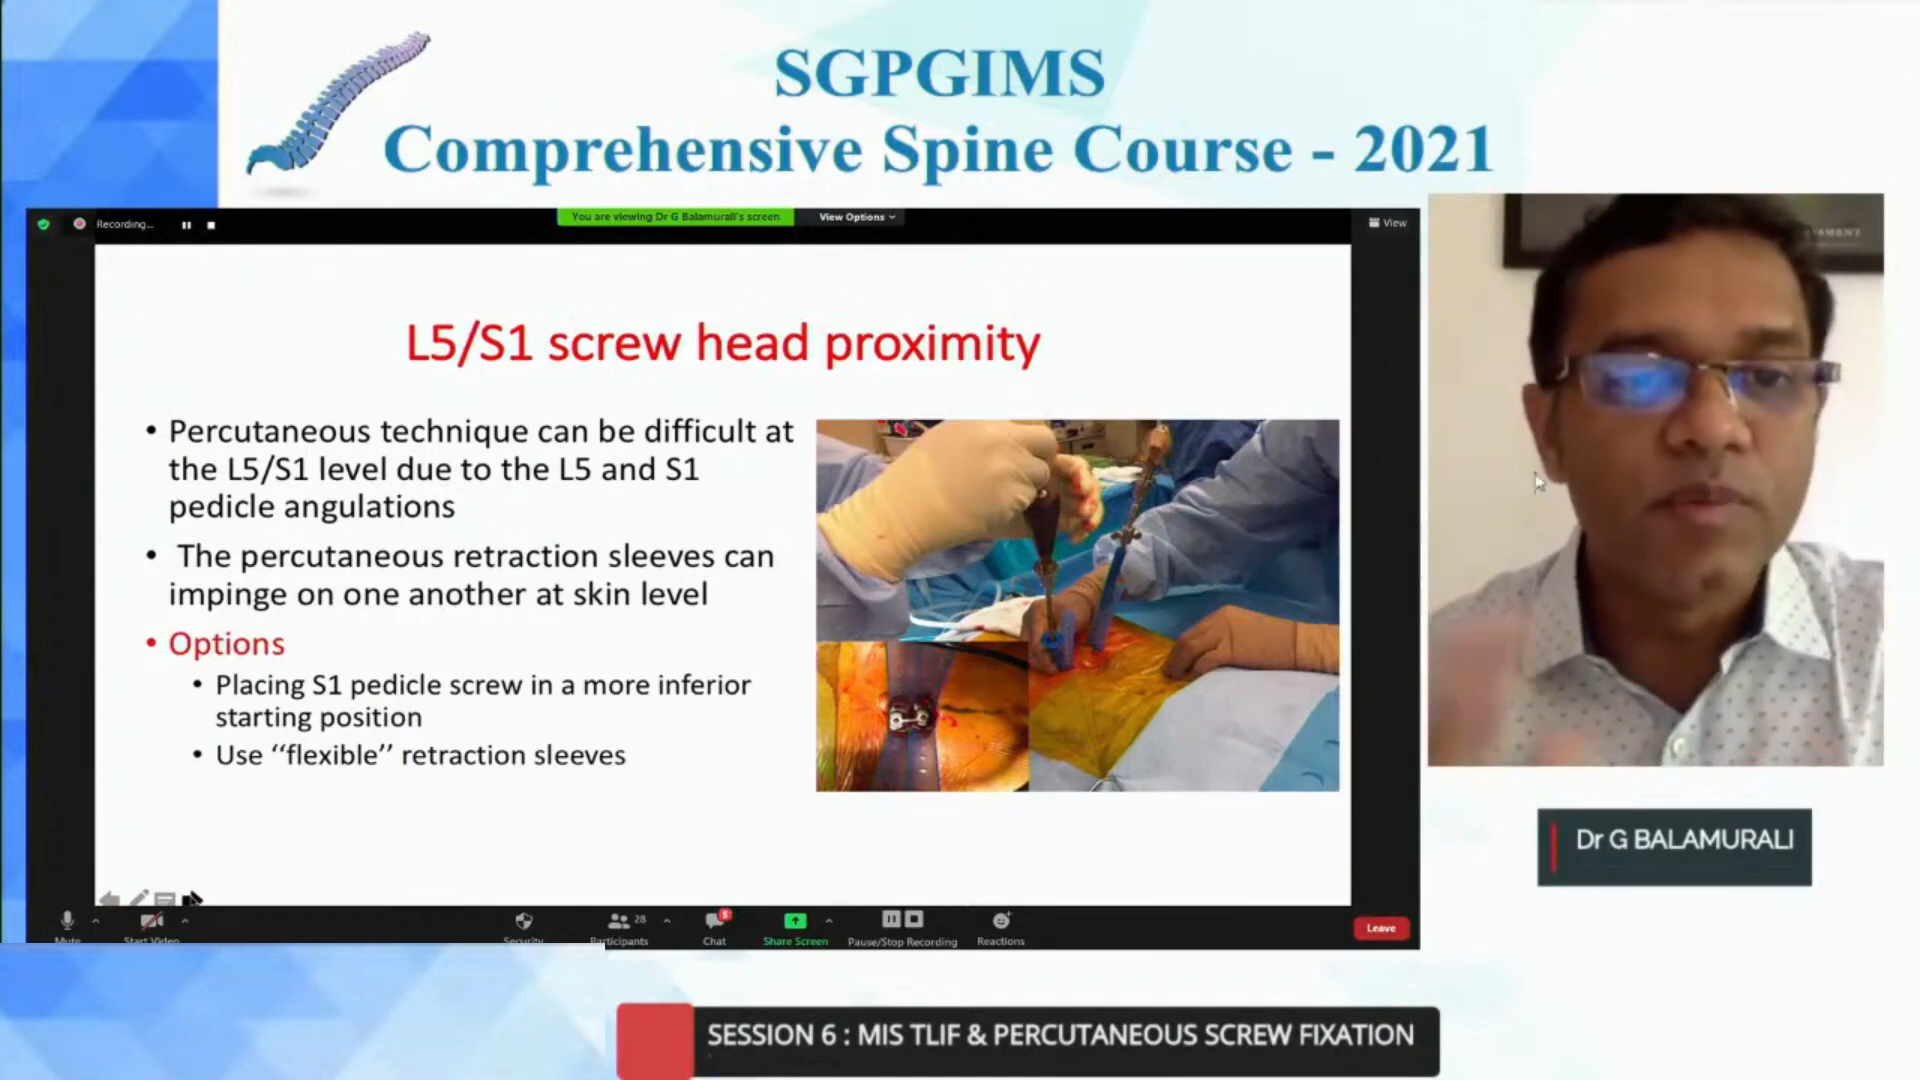 SGPGIMS
Comprehensive Spine Course - 2021
Recording...
You are viewing Dr G Balamurali's screen
View Options
View
L5/S1 screw head proximity
• Percutaneous technique can be difficult at
the L5/S1 level due to the L5 and S1
pedicle angulations
• The percutaneous retraction sleeves can
impinge on one another at skin level
• Options
• Placing S1 pedicle screw in a more inferior
starting position
• Use ‘‘flexible’’ retraction sleeves
Dr G BALAMURALI
Mute
Start Video
Security
Participants
28
Chat
Share Screen
Pause/Stop Recording
Reactions
Leave
SESSION 6 : MIS TLIF & PERCUTANEOUS SCREW FIXATION